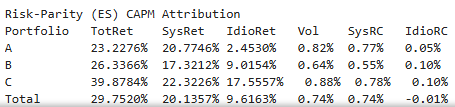 Risk-Parity (ES) CAPM Attribution
Portfolio TotRet SysRet IdioRet Vol SysRC IdioRC
A 23.2276% 20.7746% 2.4530% 0.82% 0.77% 0.05%
B 26.3366% 17.3212% 9.0154% 0.64% 0.55% 0.10%
C 39.8784% 22.3226% 17.5557% 0.88% 0.78% 0.10%
Total 29.7520% 20.1357% 9.6163% 0.74% 0.74% -0.01%